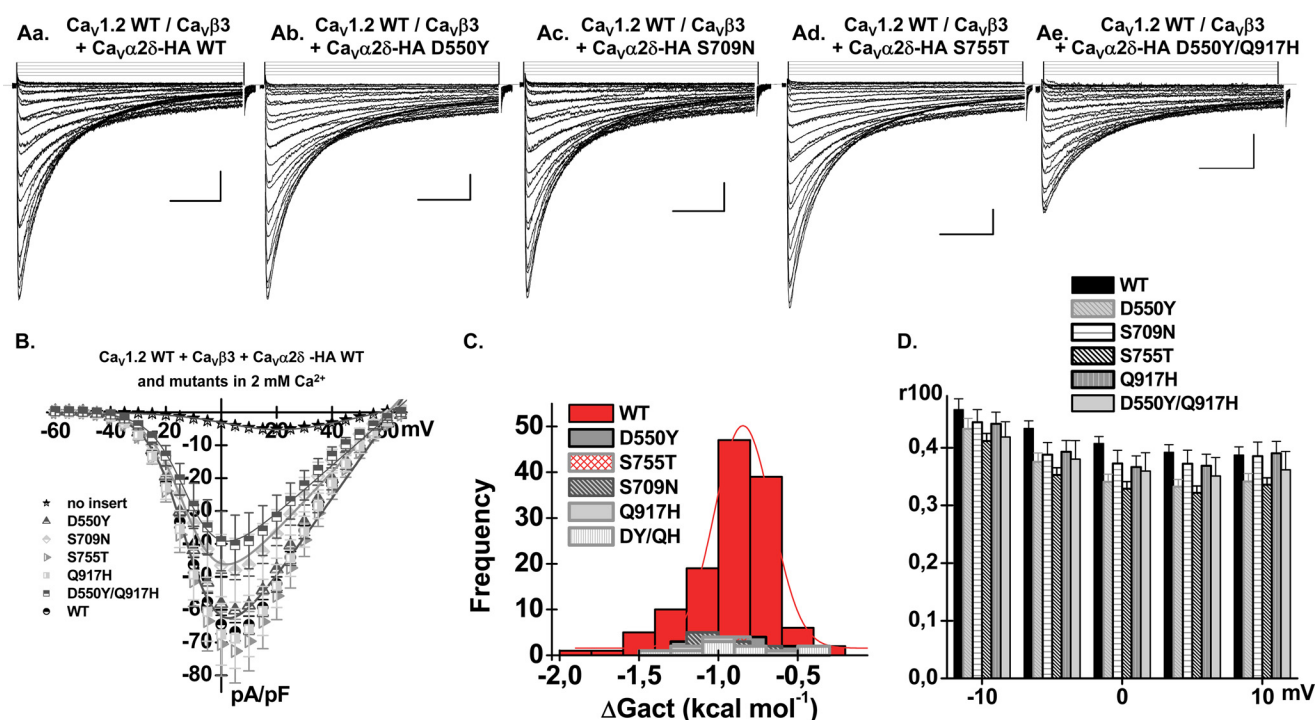 Aa. Cav1.2 WT / Cavβ3
+ Cavα2δ-HA WT
Ab. Cav1.2 WT / Cavβ3
+ Cavα2δ-HA D550Y
Ac. Cav1.2 WT / Cavβ3
+ Cavα2δ-HA S709N
Ad. Cav1.2 WT / Cavβ3
+ Cavα2δ-HA S755T
Ae. Cav1.2 WT / Cavβ3
+ Cavα2δ-HA D550Y/Q917H
B.
Cav1.2 WT + Cavβ3 + Cavα2δ -HA WT
and mutants in 2 mM Ca²⁺
-60 -40 -20 20 40 60 mV
-10
-20
-30
-40
-50
-60
-70
-80
pA/pF
no insert
D550Y
S709N
S755T
Q917H
D550Y/Q917H
WT
C.
WT
D550Y
S755T
S709N
Q917H
DY/QH
Frequency
50
40
30
20
10
0
-2,0 -1,5 -1,0 -0,5
ΔGact (kcal mol⁻¹)
D.
WT
D550Y
S709N
S755T
Q917H
D550Y/Q917H
r100
0,4
0,3
0,2
0,1
0,0
-10 0 10 mV